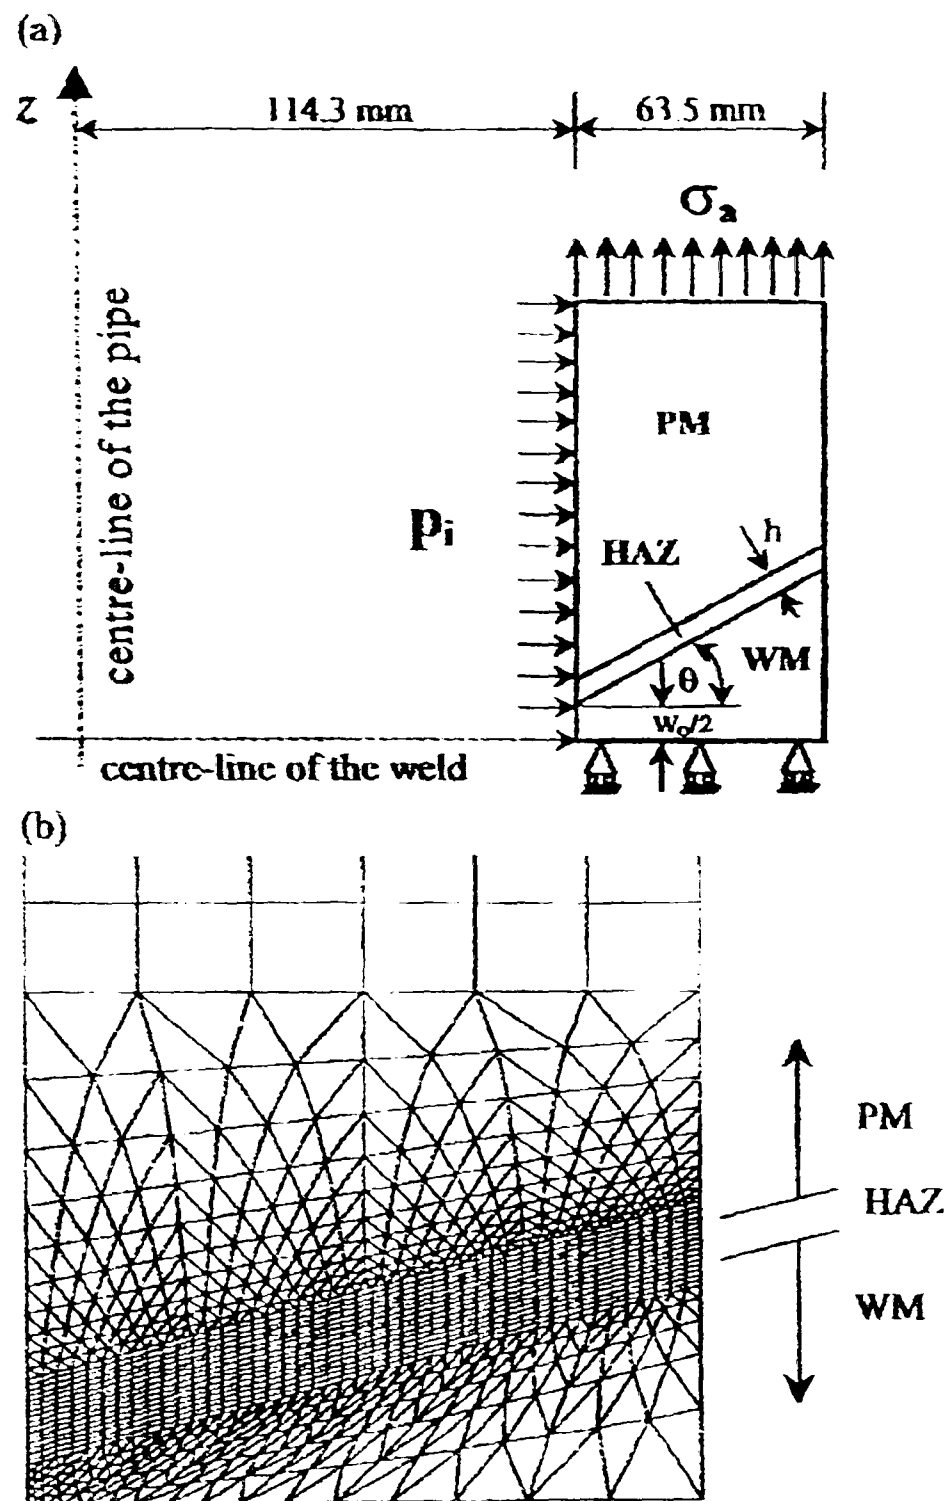 (a)
z
114.3 mm
63.5 mm
σa
centre-line of the pipe
PM
pi
h
HAZ
WM
θ
wo/2
centre-line of the weld
(b)
PM
HAZ
WM